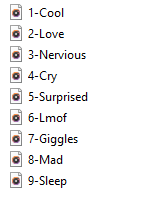 1-Cool
2-Love
3-Nervious
4-Cry
5-Surprised
6-Lmof
7-Giggles
8-Mad
9-Sleep